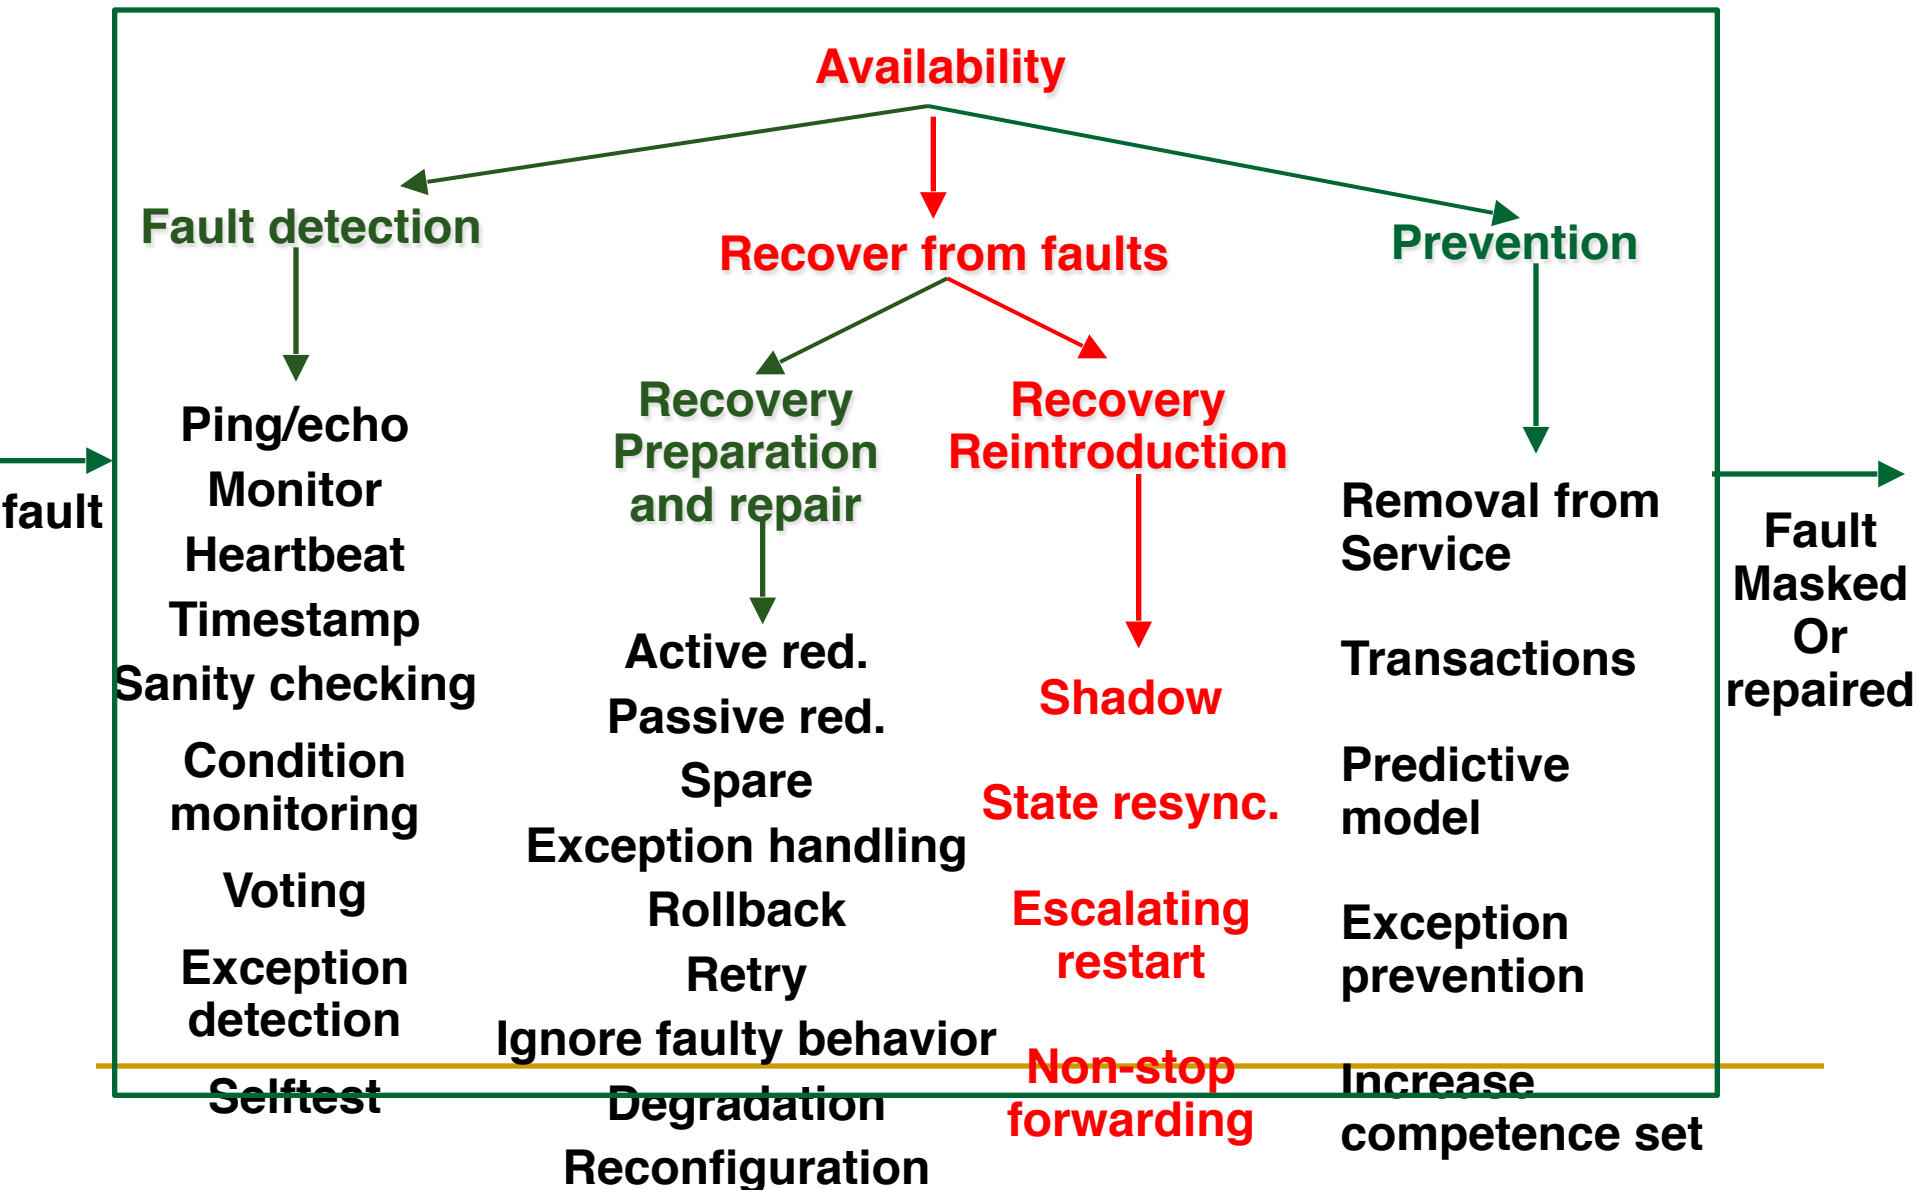 Availability
Fault detection
Recover from faults
Prevention
fault
Ping/echo
Monitor
Heartbeat
Timestamp
Sanity checking
Condition
monitoring
Voting
Exception
detection
Selftest
Recovery
Preparation
and repair
Active red.
Passive red.
Spare
Exception handling
Rollback
Retry
Ignore faulty behavior
Degradation
Reconfiguration
Recovery
Reintroduction
Shadow
State resync.
Escalating
restart
Non-stop
forwarding
Removal from
Service
Transactions
Predictive
model
Exception
prevention
Increase
competence set
Fault
Masked
Or
repaired